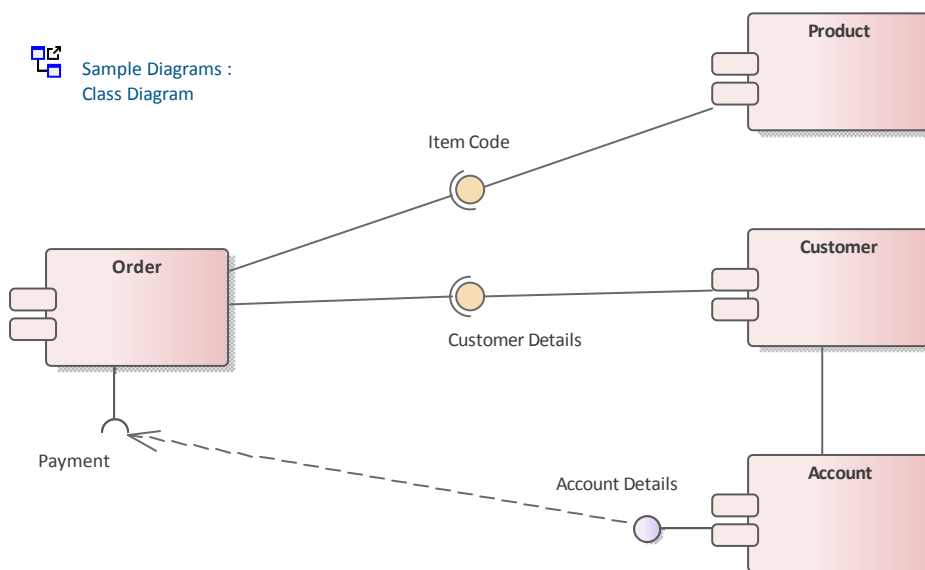 Product
Sample Diagrams :
Class Diagram
Item Code
Customer
Order
Customer Details
Payment
Account
Account Details